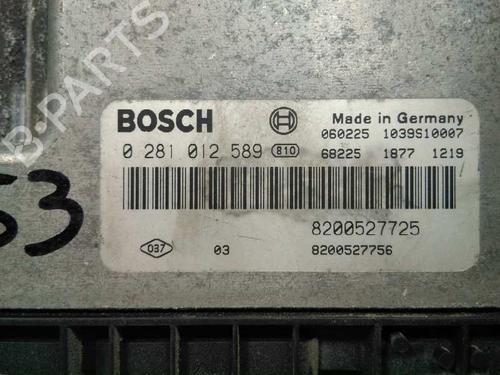 B-PARTS
BOSCH
Made in Germany
060225 1039S10007
0 281 012 589 810
68225 1877 1219
53
8200527725
037 03 8200527756